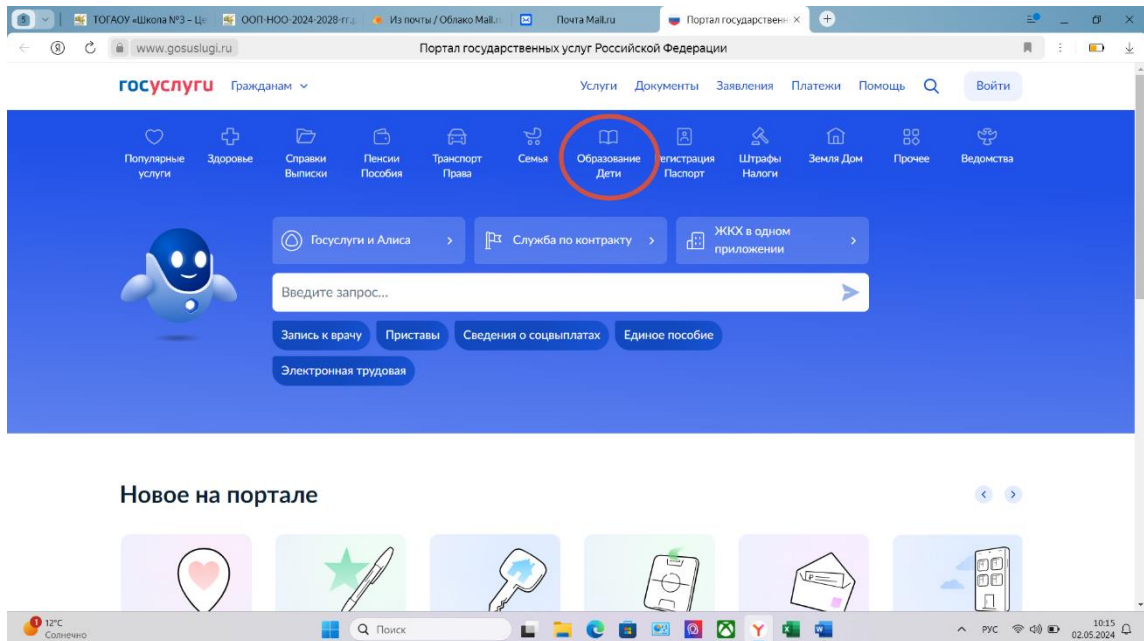 5
ТОГАОУ «Школа №3 – Це
ООП-НОО-2024-2028-гг.p
Из почты / Облако Mail.ru
Почта Mail.ru
Портал государственн
www.gosuslugi.ru
Портал государственных услуг Российской Федерации
госуслуги Гражданам
Услуги Документы Заявления Платежи Помощь
Войти
Популярные услуги
Здоровье
Справки Выписки
Пенсии Пособия
Транспорт Права
Семья
Образование Дети
Регистрация Паспорт
Штрафы Налоги
Земля Дом
Прочее
Ведомства
Госуслуги и Алиса
Служба по контракту
ЖКХ в одном
приложении
Введите запрос...
Запись к врачу
Приставы
Сведения о соцвыплатах
Единое пособие
Электронная трудовая
Новое на портале
1
12°C
Солнечно
Поиск
РУС
10:15
02.05.2024